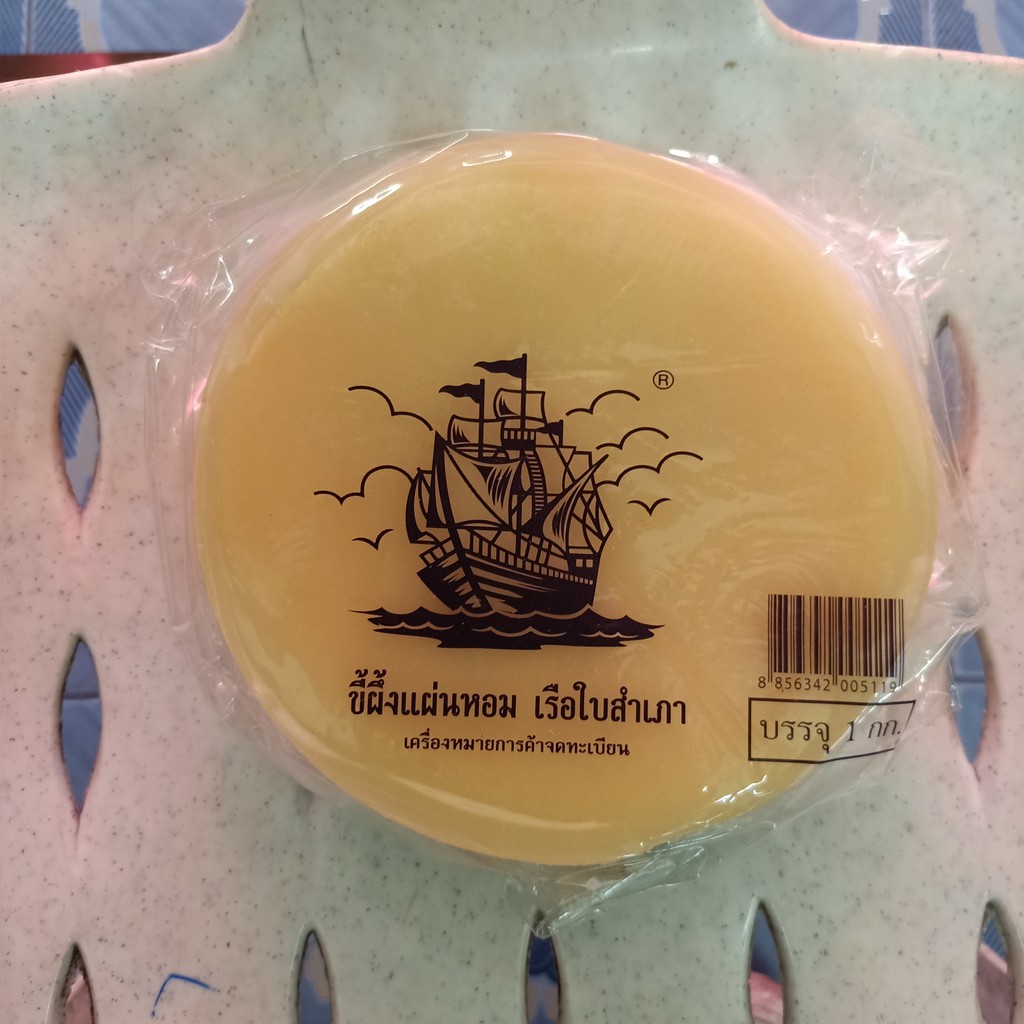 ®
ขี้ผึ้งแผ่นหอม เรือใบสำเภา
เครื่องหมายการค้าจดทะเบียน
8 856342 005119
บรรจุ 1 กก.